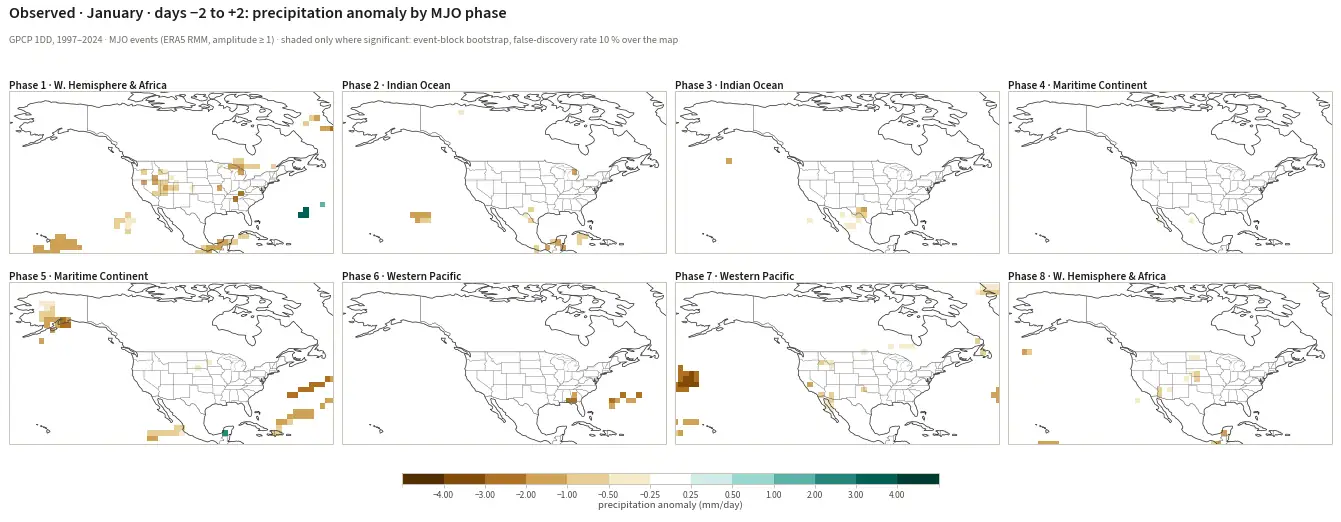 Observed · January · days −2 to +2: precipitation anomaly by MJO phase
GPCP 1DD, 1997–2024 · MJO events (ERA5 RMM, amplitude ≥ 1) · shaded only where significant: event-block bootstrap, false-discovery rate 10 % over the map
Phase 1 · W. Hemisphere & Africa
Phase 2 · Indian Ocean
Phase 3 · Indian Ocean
Phase 4 · Maritime Continent
Phase 5 · Maritime Continent
Phase 6 · Western Pacific
Phase 7 · Western Pacific
Phase 8 · W. Hemisphere & Africa
−4.00 −3.00 −2.00 −1.00 −0.50 −0.25 0.25 0.50 1.00 2.00 3.00 4.00
precipitation anomaly (mm/day)